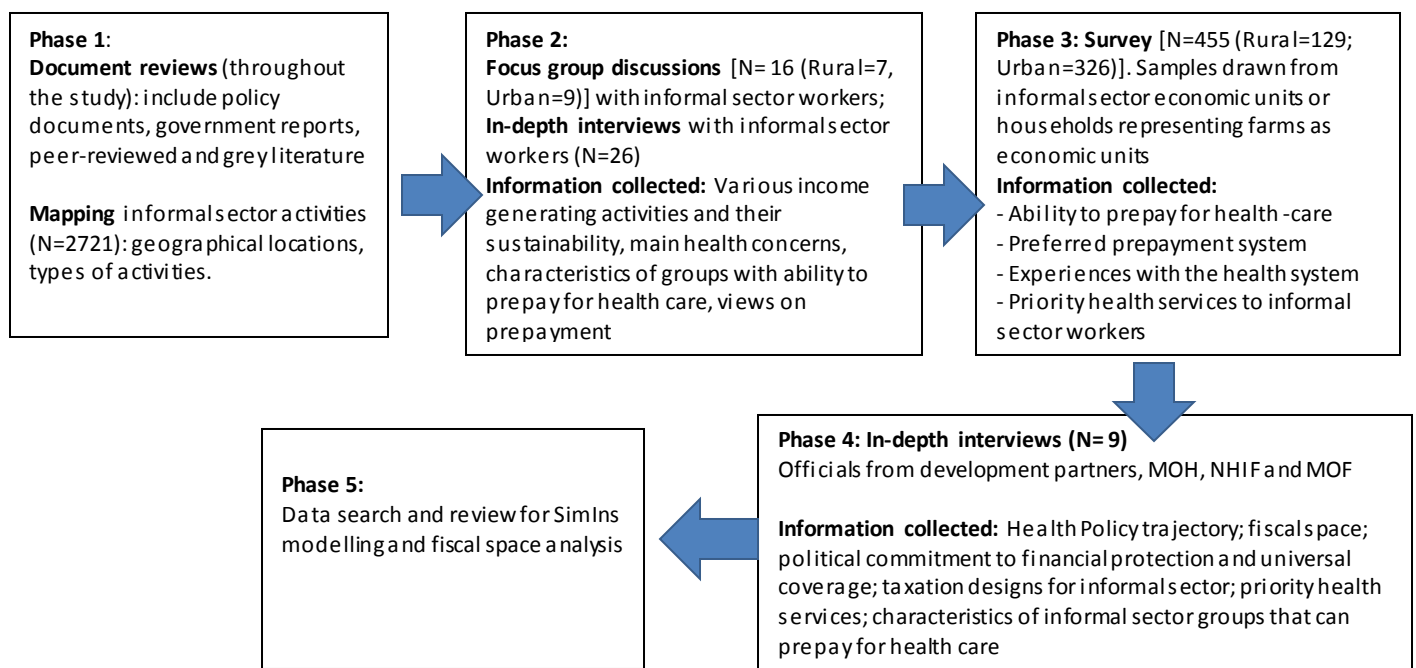 Phase 1:
Document reviews (throughout
the study): include policy
documents, government reports,
peer-reviewed and grey literature
Mapping informal sector activities
(N=2721): geographical locations,
types of activities.
Phase 2:
Focus group discussions [N= 16 (Rural=7,
Urban=9)] with informal sector workers;
In-depth interviews with informal sector
workers (N=26)
Information collected: Various income
generating activities and their
sustainability, main health concerns,
characteristics of groups with ability to
prepay for health care, views on
prepayment
Phase 3: Survey [N=455 (Rural=129;
Urban=326)]. Samples drawn from
informal sector economic units or
households representing farms as
economic units
Information collected:
- Ability to prepay for health -care
- Preferred prepayment system
- Experiences with the health system
- Priority health services to informal
sector workers
Phase 4: In-depth interviews (N= 9)
Officials from development partners, MOH, NHIF and MOF
Information collected: Health Policy trajectory; fiscal space;
political commitment to financial protection and universal
coverage; taxation designs for informal sector; priority health
services; characteristics of informal sector groups that can
prepay for health care
Phase 5:
Data search and review for SimIns
modelling and fiscal space analysis